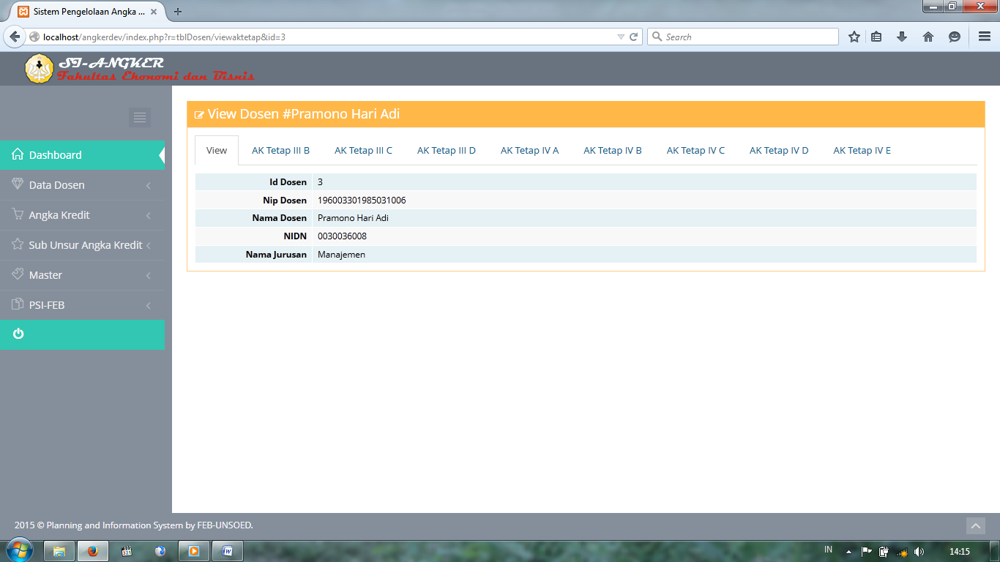 Sistem Pengelolaan Angka ...
localhost/angkerdev/index.php?r=tblDosen/viewaktetap&id=3
Search
SI-ANGKER
Fakultas Ekonomi dan Bisnis
Dashboard
Data Dosen
Angka Kredit
Sub Unsur Angka Kredit
Master
PSI-FEB
View Dosen #Pramono Hari Adi
View AK Tetap III B AK Tetap III C AK Tetap III D AK Tetap IV A AK Tetap IV B AK Tetap IV C AK Tetap IV D AK Tetap IV E
Id Dosen 3
Nip Dosen 196003301985031006
Nama Dosen Pramono Hari Adi
NIDN 0030036008
Nama Jurusan Manajemen
2015 © Planning and Information System by FEB-UNSOED.
IN 14:15